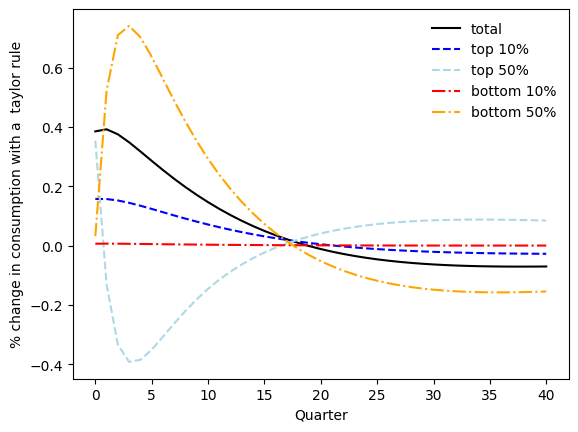 total
top 10%
top 50%
bottom 10%
bottom 50%
% change in consumption with a  taylor rule
0.6
0.4
0.2
0.0
−0.2
−0.4
0 5 10 15 20 25 30 35 40
Quarter